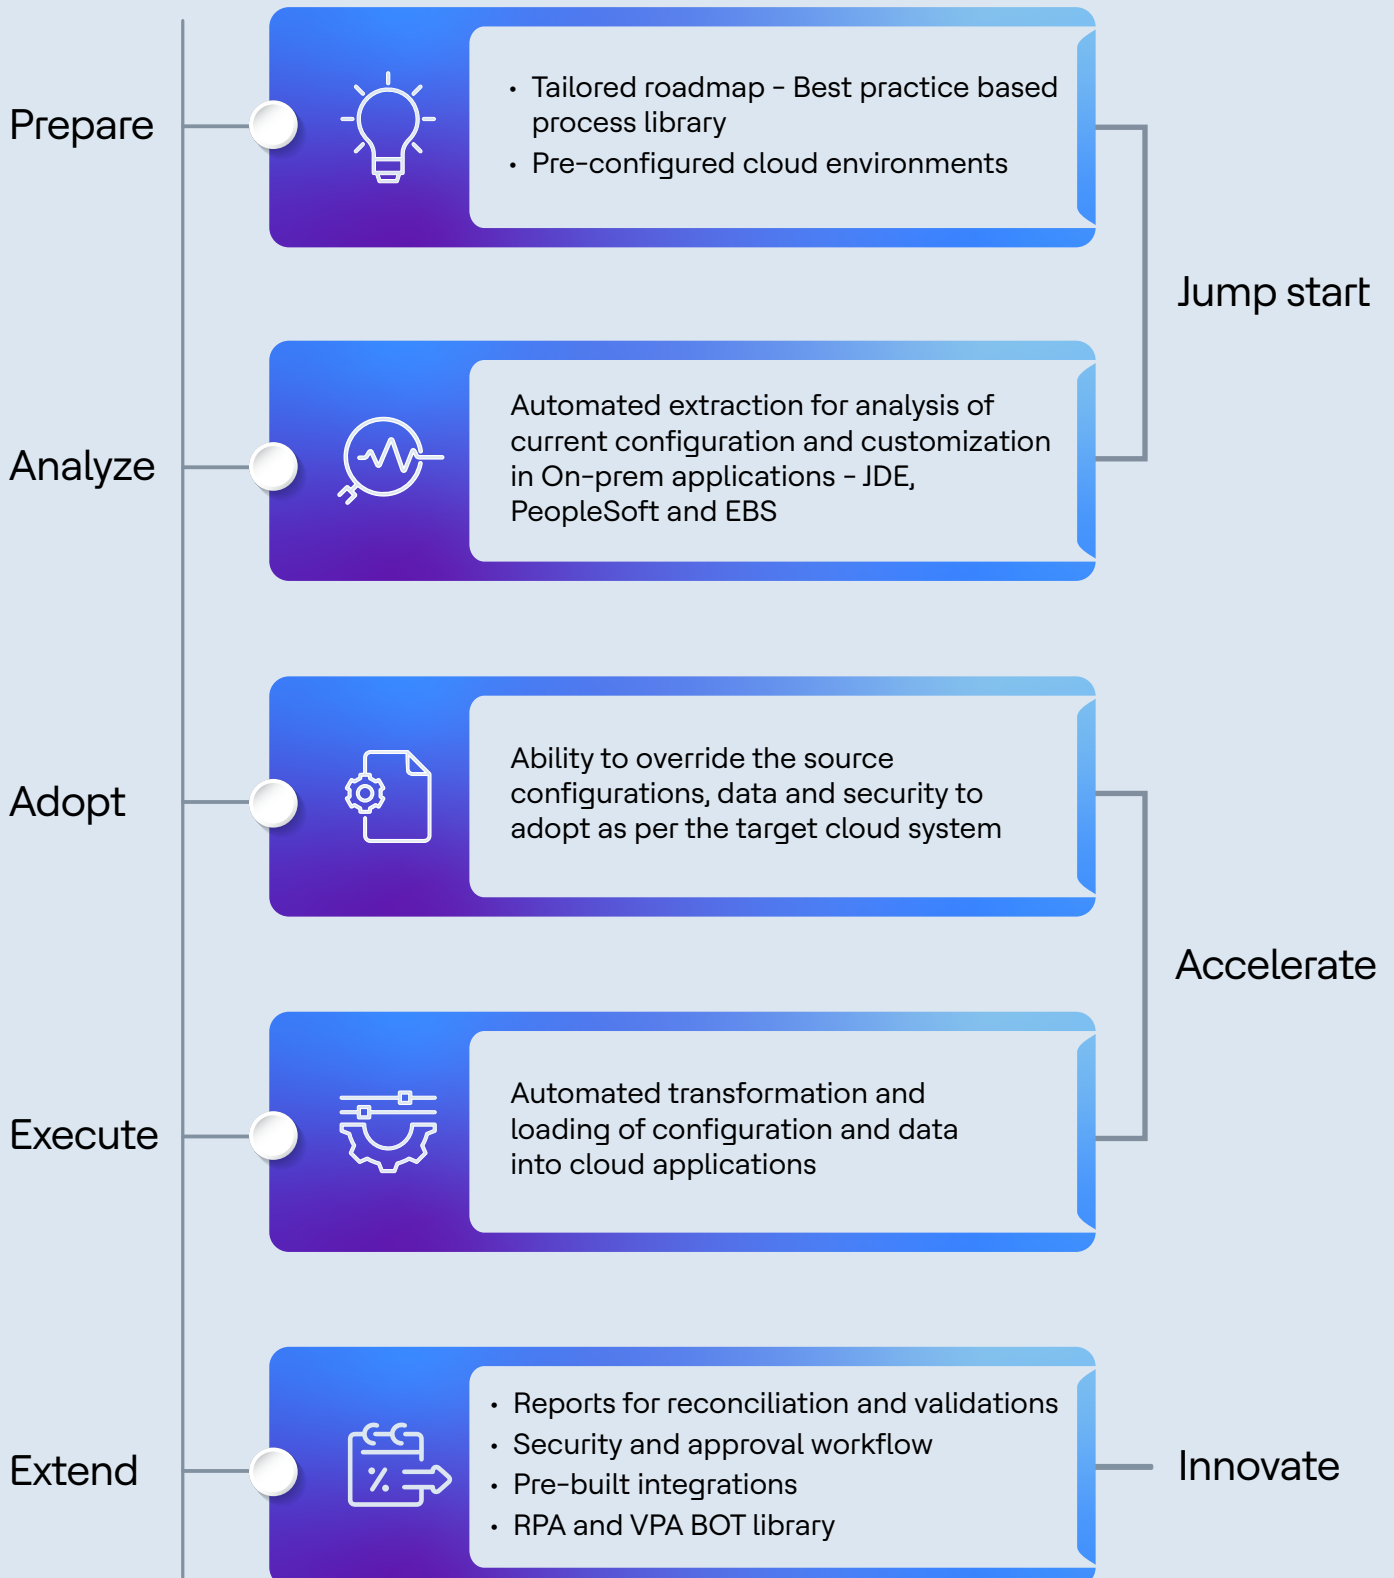 Prepare
• Tailored roadmap - Best practice based
process library
• Pre-configured cloud environments
Jump start
Analyze
Automated extraction for analysis of
current configuration and customization
in On-prem applications - JDE,
PeopleSoft and EBS
Adopt
Ability to override the source
configurations, data and security to
adopt as per the target cloud system
Accelerate
Execute
Automated transformation and
loading of configuration and data
into cloud applications
Extend
• Reports for reconciliation and validations
• Security and approval workflow
• Pre-built integrations
• RPA and VPA BOT library
Innovate